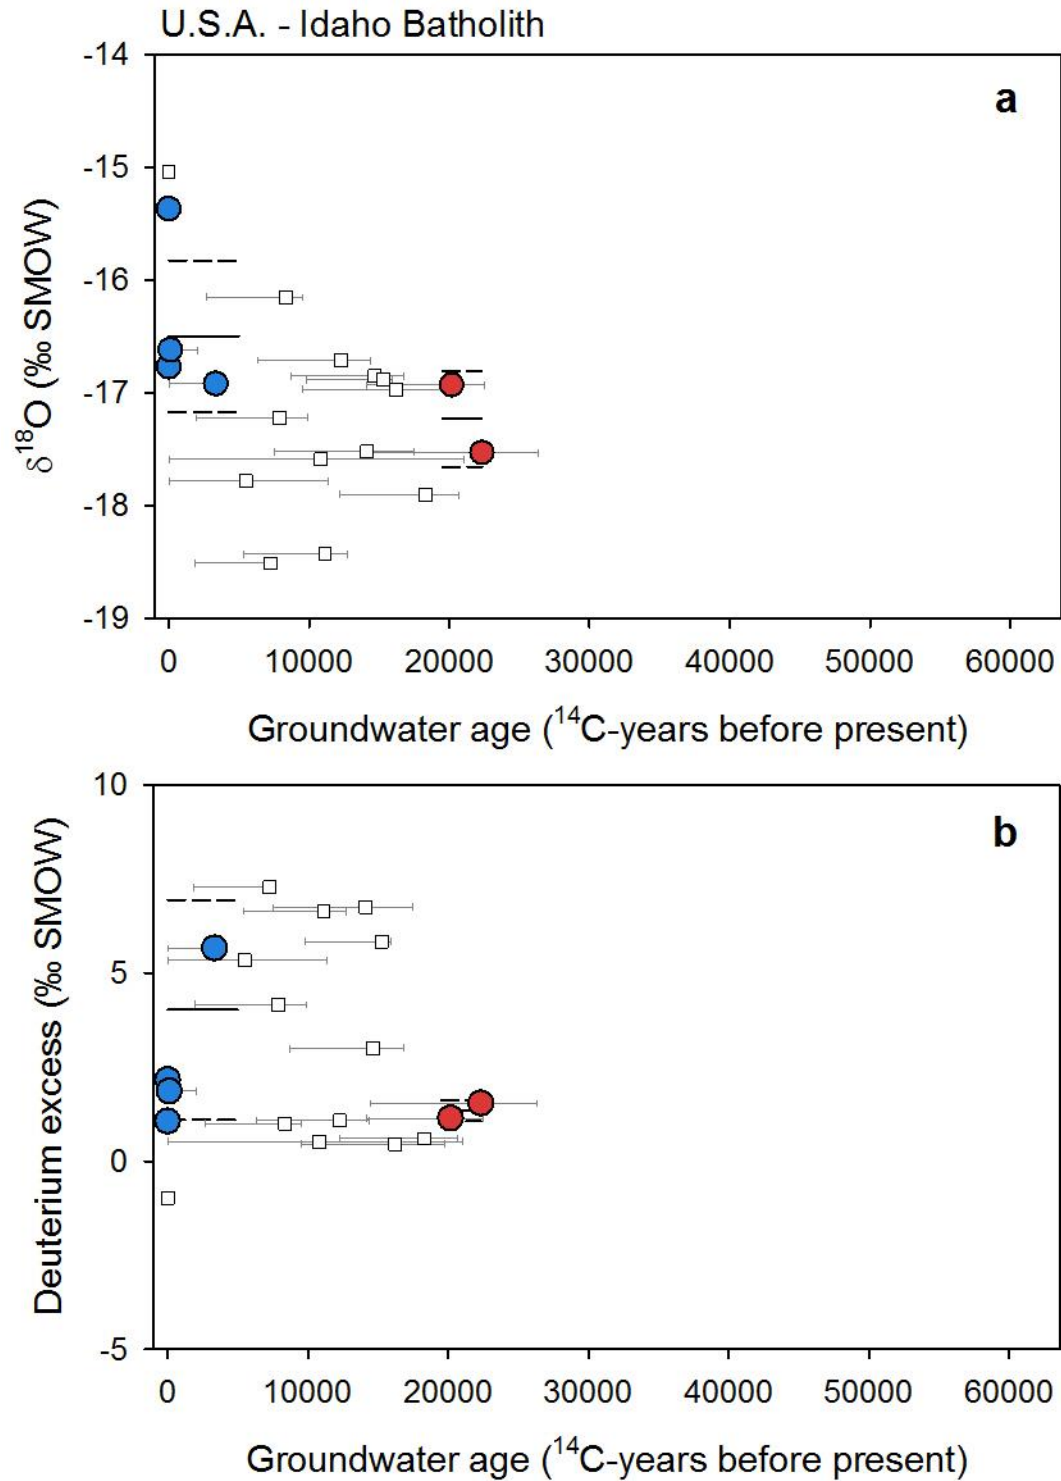 U.S.A. - Idaho Batholith
-14
a
-15
-16
-17
-18
-19
δ¹⁸O (‰ SMOW)
0 10000 20000 30000 40000 50000 60000
Groundwater age (¹⁴C-years before present)
10
b
5
0
-5
Deuterium excess (‰ SMOW)
0 10000 20000 30000 40000 50000 60000
Groundwater age (¹⁴C-years before present)